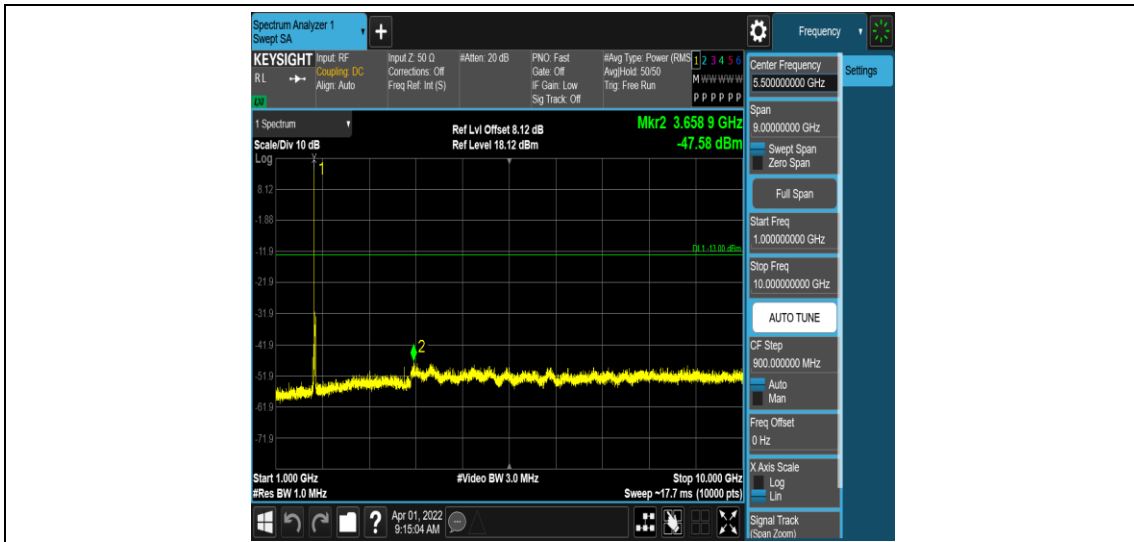 Spectrum Analyzer 1
Swept SA
+
Frequency
KEYSIGHT
RL
LXI
Input: RF
Coupling: DC
Align: Auto
Input Z: 50 Ω
Corrections: Off
Freq Ref: Int (S)
#Atten: 20 dB
PNO: Fast
Gate: Off
IF Gain: Low
Sig Track: Off
#Avg Type: Power (RMS
Avg|Hold: 50/50
Trig: Free Run
1 2 3 4 5 6
M W W W W W
P P P P P P
1 Spectrum
Scale/Div 10 dB
Ref Lvl Offset 8.12 dB
Ref Level 18.12 dBm
Mkr2 3.658 9 GHz
-47.58 dBm
Log
1
8.12
-1.88
-11.9
DL1 -13.00 dBm
-21.9
-31.9
-41.9
2
-51.9
-61.9
-71.9
Start 1.000 GHz
#Res BW 1.0 MHz
#Video BW 3.0 MHz
Stop 10.000 GHz
Sweep ~17.7 ms (10000 pts)
?
Apr 01, 2022
9:15:04 AM
Center Frequency
5.500000000 GHz
Settings
Span
9.00000000 GHz
Swept Span
Zero Span
Full Span
Start Freq
1.000000000 GHz
Stop Freq
10.000000000 GHz
AUTO TUNE
CF Step
900.000000 MHz
Auto
Man
Freq Offset
0 Hz
X Axis Scale
Log
Lin
Signal Track
(Span Zoom)